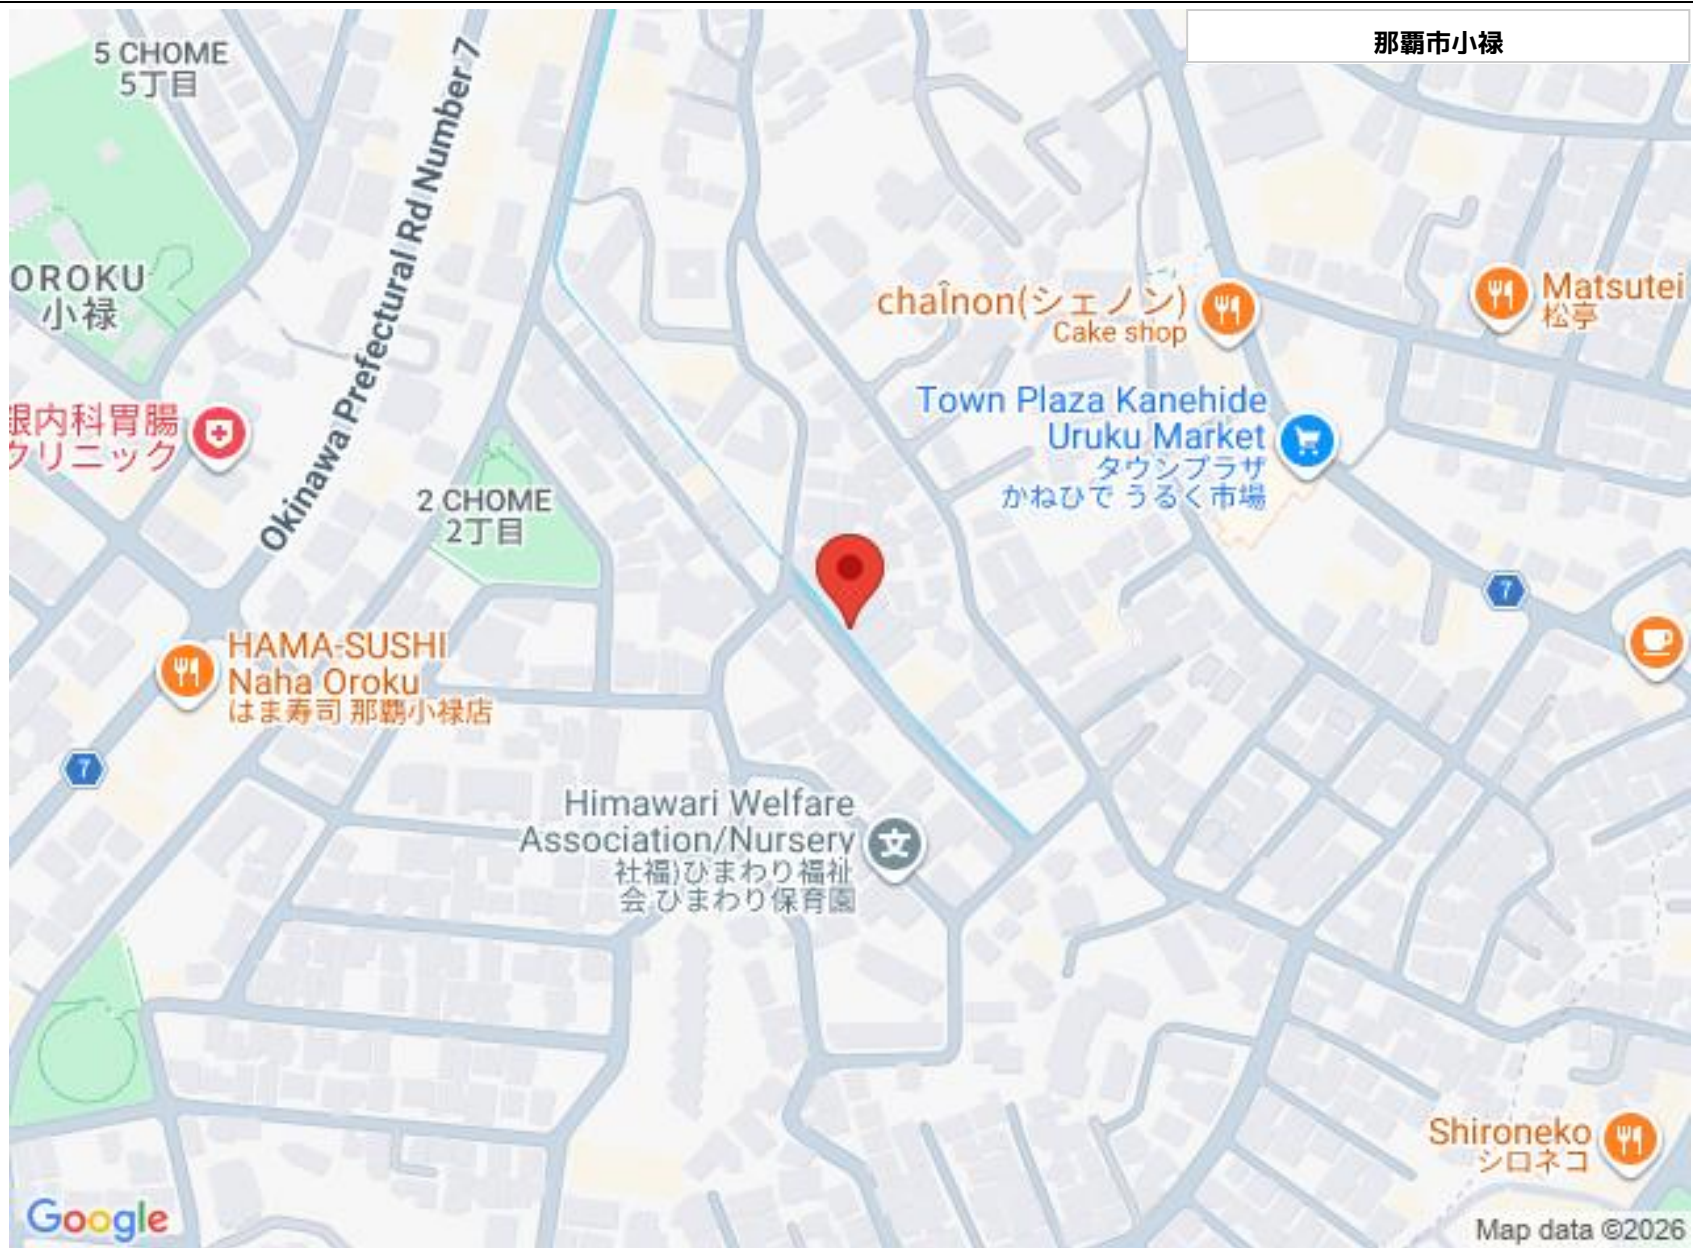 那覇市小禄
5 CHOME
5丁目
Okinawa Prefectural Rd Number 7
OROKU
小禄
chaÎnon(シェノン)
Cake shop
Matsutei
松亭
Town Plaza Kanehide
Uruku Market
タウンプラザ
かねひで うるく市場
銀内科胃腸
クリニック
2 CHOME
2丁目
7
HAMA-SUSHI
Naha Oroku
はま寿司 那覇小禄店
7
Himawari Welfare
Association/Nursery
社福)ひまわり福祉
会 ひまわり保育園
文
Shironeko
シロネコ
Google
Map data ©2026